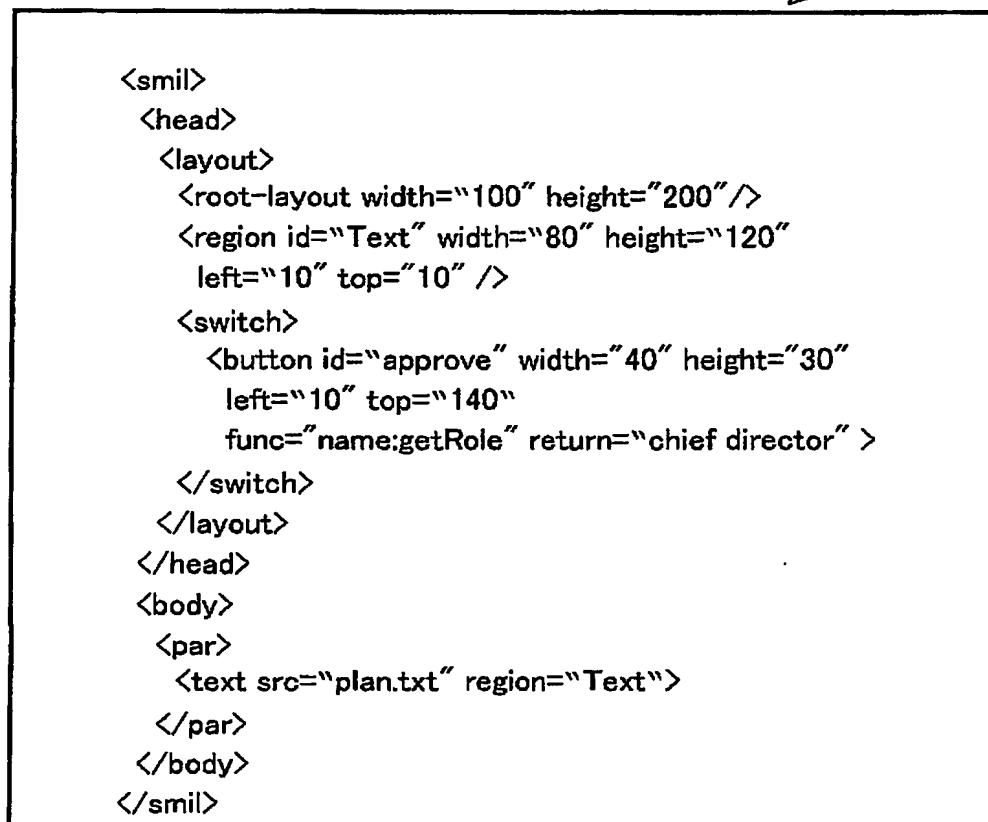 <smil>
<head>
<layout>
<root-layout width=‶100″ height=″200″/>
<region id=‶Text″ width=‶80″ height=‶120″
left=‶10″ top=″10″ />
<switch>
<button id=‶approve″ width=″40″ height=″30″
left=‶10″ top=‶140‶
func=″name:getRole″ return=‶chief director″ >
</switch>
</layout>
</head>
<body>
<par>
<text src=‶plan.txt″ region=‶Text‶>
</par>
</body>
</smil>